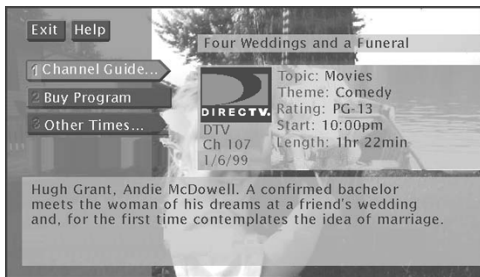 Exit Help
Four Weddings and a Funeral
1 Channel Guide...
2 Buy Program
3 Other Times...
DIRECTV.
DTV
Ch 107
1/6/99
Topic: Movies
Theme: Comedy
Rating: PG-13
Start: 10:00pm
Length: 1hr 22min
Hugh Grant, Andie McDowell. A confirmed bachelor
meets the woman of his dreams at a friend's wedding
and, for the first time contemplates the idea of marriage.